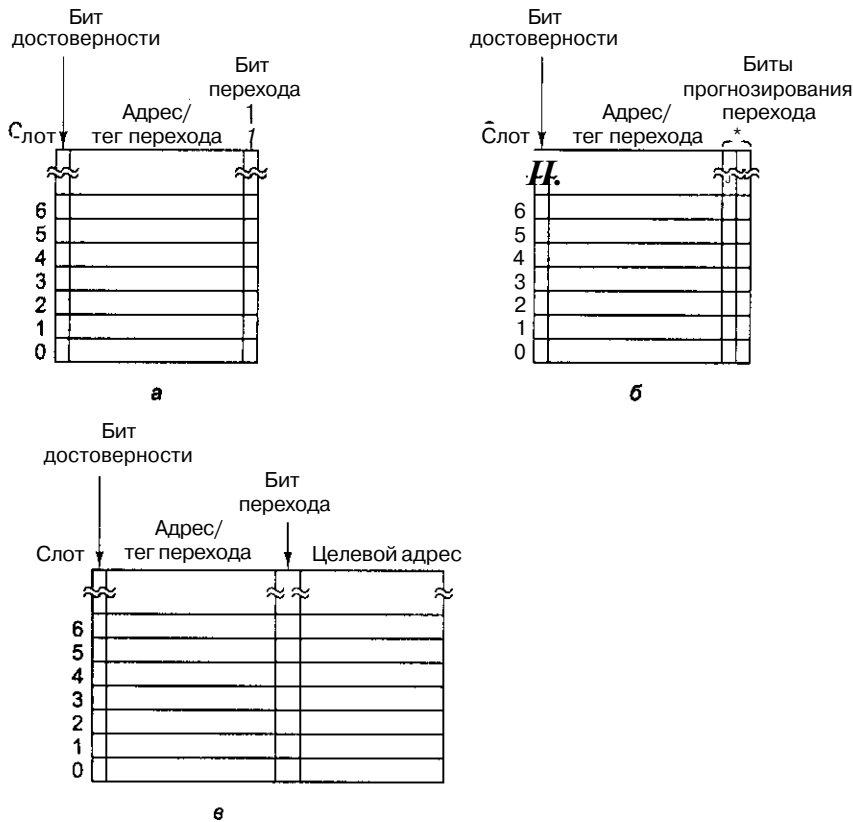 Бит
достоверности
Бит
перехода
1
1
Адрес/
тег перехода
Слот
6
5
4
3
2
1
0
а
Бит
достоверности
Биты
прогнозирования
перехода
*
Адрес/
тег перехода
Слот
H.
6
5
4
3
2
1
0
б
Бит
достоверности
Бит
перехода
Адрес/
тег перехода
Слот
Целевой адрес
6
5
4
3
2
1
0
в